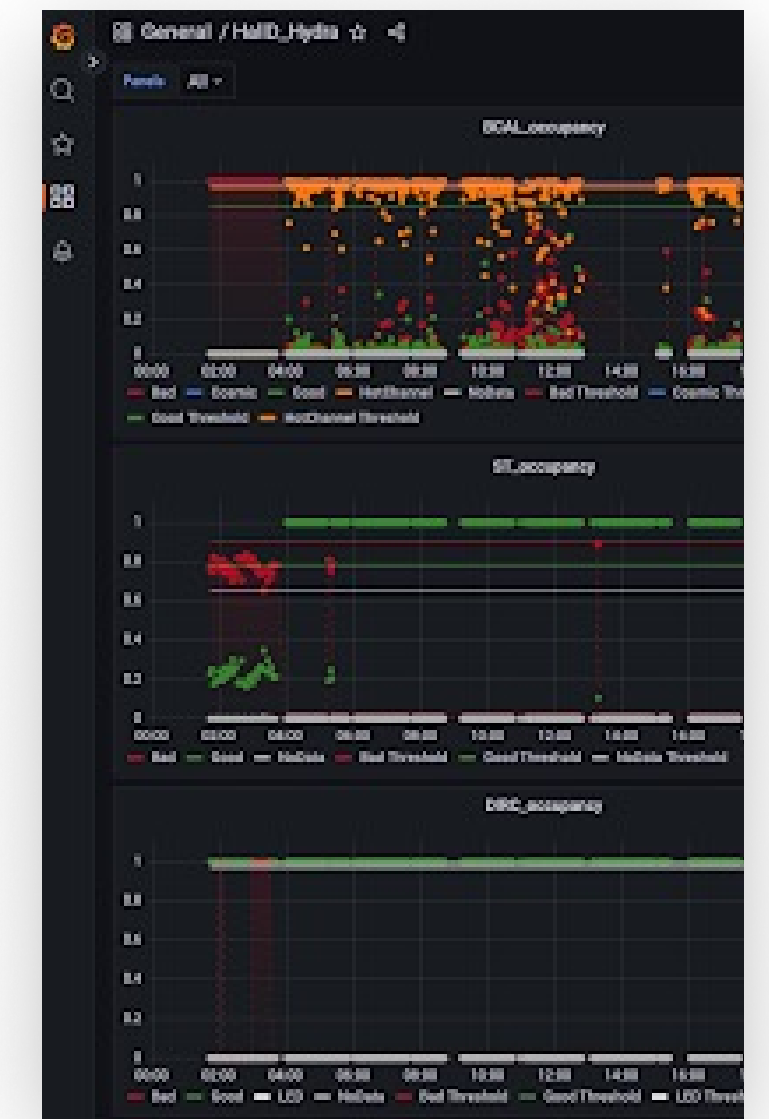 General / HallD_Hydra
Panels All
BCAL_occupancy
1
0.8
0.6
0.4
0.2
0
00:00 02:00 04:00 06:00 08:00 10:00 12:00 14:00 16:00
Bad Cosmic Good HotChannel NoData Bad Threshold Cosmic
Good Threshold HotChannel Threshold
ST_occupancy
1
0.8
0.6
0.4
0.2
0
00:00 02:00 04:00 06:00 08:00 10:00 12:00 14:00 16:00
Bad Good NoData Bad Threshold Good Threshold NoData Threshold
DIRC_occupancy
1
0.8
0.6
0.4
0.2
0
00:00 02:00 04:00 06:00 08:00 10:00 12:00 14:00 16:00
Bad Good LED NoData Bad Threshold Good Threshold LED